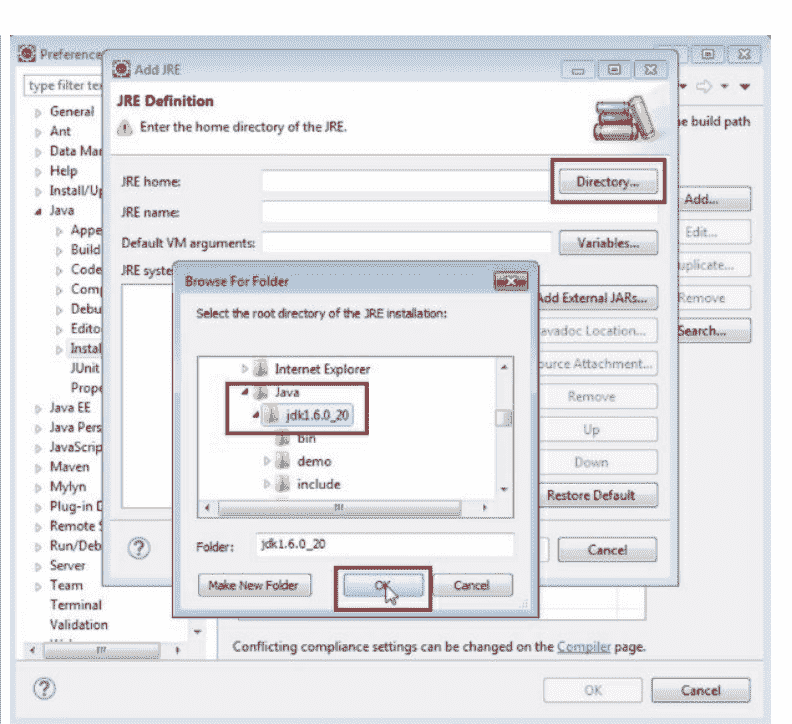 Preference
Add JRE
type filter te
JRE Definition
Enter the home directory of the JRE.
General
Ant
Data Mar
Help
Install/Up
Java
Appe
Build
Code
Comp
Debu
Edito
Instal
JUnit
Prope
Java EE
Java Pers
JavaScrip
Maven
Mylyn
Plug-in D
Remote S
Run/Deb
Server
Team
Terminal
Validation
JRE home:
Directory...
JRE name:
Default VM arguments:
Variables...
JRE syste
Add External JARs...
avadoc Location...
ource Attachment...
Remove
Up
Down
Restore Default
Cancel
Browse For Folder
Select the root directory of the JRE installation:
Internet Explorer
Java
jdk1.6.0_20
bin
demo
include
Folder: jdk1.6.0_20
Make New Folder
OK
Cancel
e build path
Add...
Edit...
uplicate...
Remove
Search...
Conflicting compliance settings can be changed on the Compiler page.
OK
Cancel